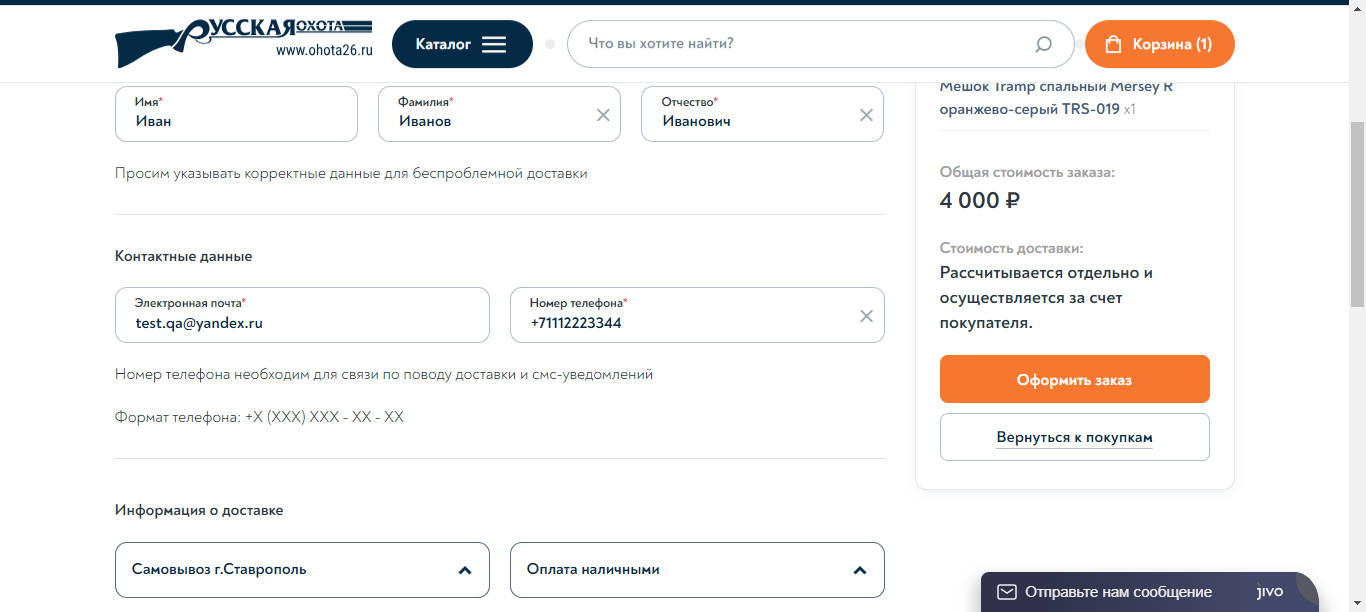 РУССКАЯ ОХОТА
www.ohota26.ru
Каталог
Что вы хотите найти?
Корзина (1)
Имя*
Иван
Фамилия*
Иванов
Отчество*
Иванович
Просим указывать корректные данные для беспроблемной доставки
Контактные данные
Электронная почта*
test.qa@yandex.ru
Номер телефона*
+71112223344
Номер телефона необходим для связи по поводу доставки и смс-уведомлений
Формат телефона: +X (XXX) XXX - XX - XX
Информация о доставке
Самовывоз г.Ставрополь
Оплата наличными
Мешок Tramp спальный Mersey R
оранжево-серый TRS-019 x1
Общая стоимость заказа:
4 000 ₽
Стоимость доставки:
Рассчитывается отдельно и
осуществляется за счет
покупателя.
Оформить заказ
Вернуться к покупкам
Отправьте нам сообщение
jivo